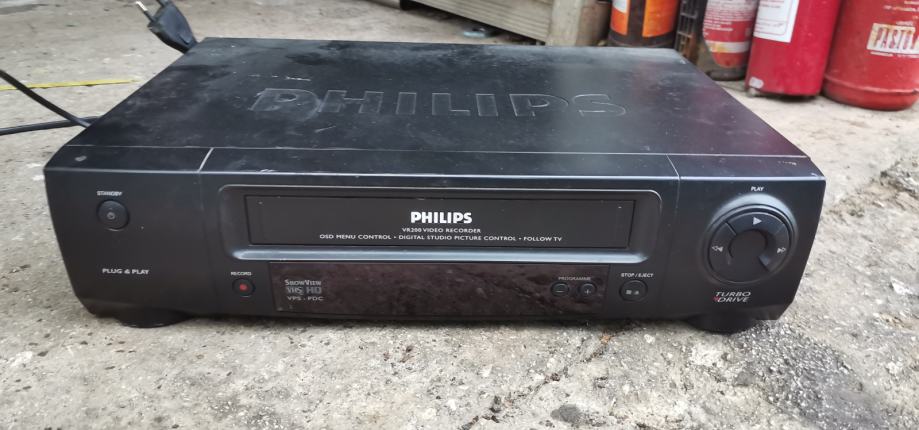 PHILIPS
PASTOR
STANDBY
PLAY
PHILIPS
VR200 VIDEO RECORDER
OSD MENU CONTROL • DIGITAL STUDIO PICTURE CONTROL • FOLLOW TV
PLUG & PLAY
RECORD
SHOWVIEW
VHS HQ
VPS - PDC
PROGRAMME
- +
STOP / EJECT
TURBO
DRIVE